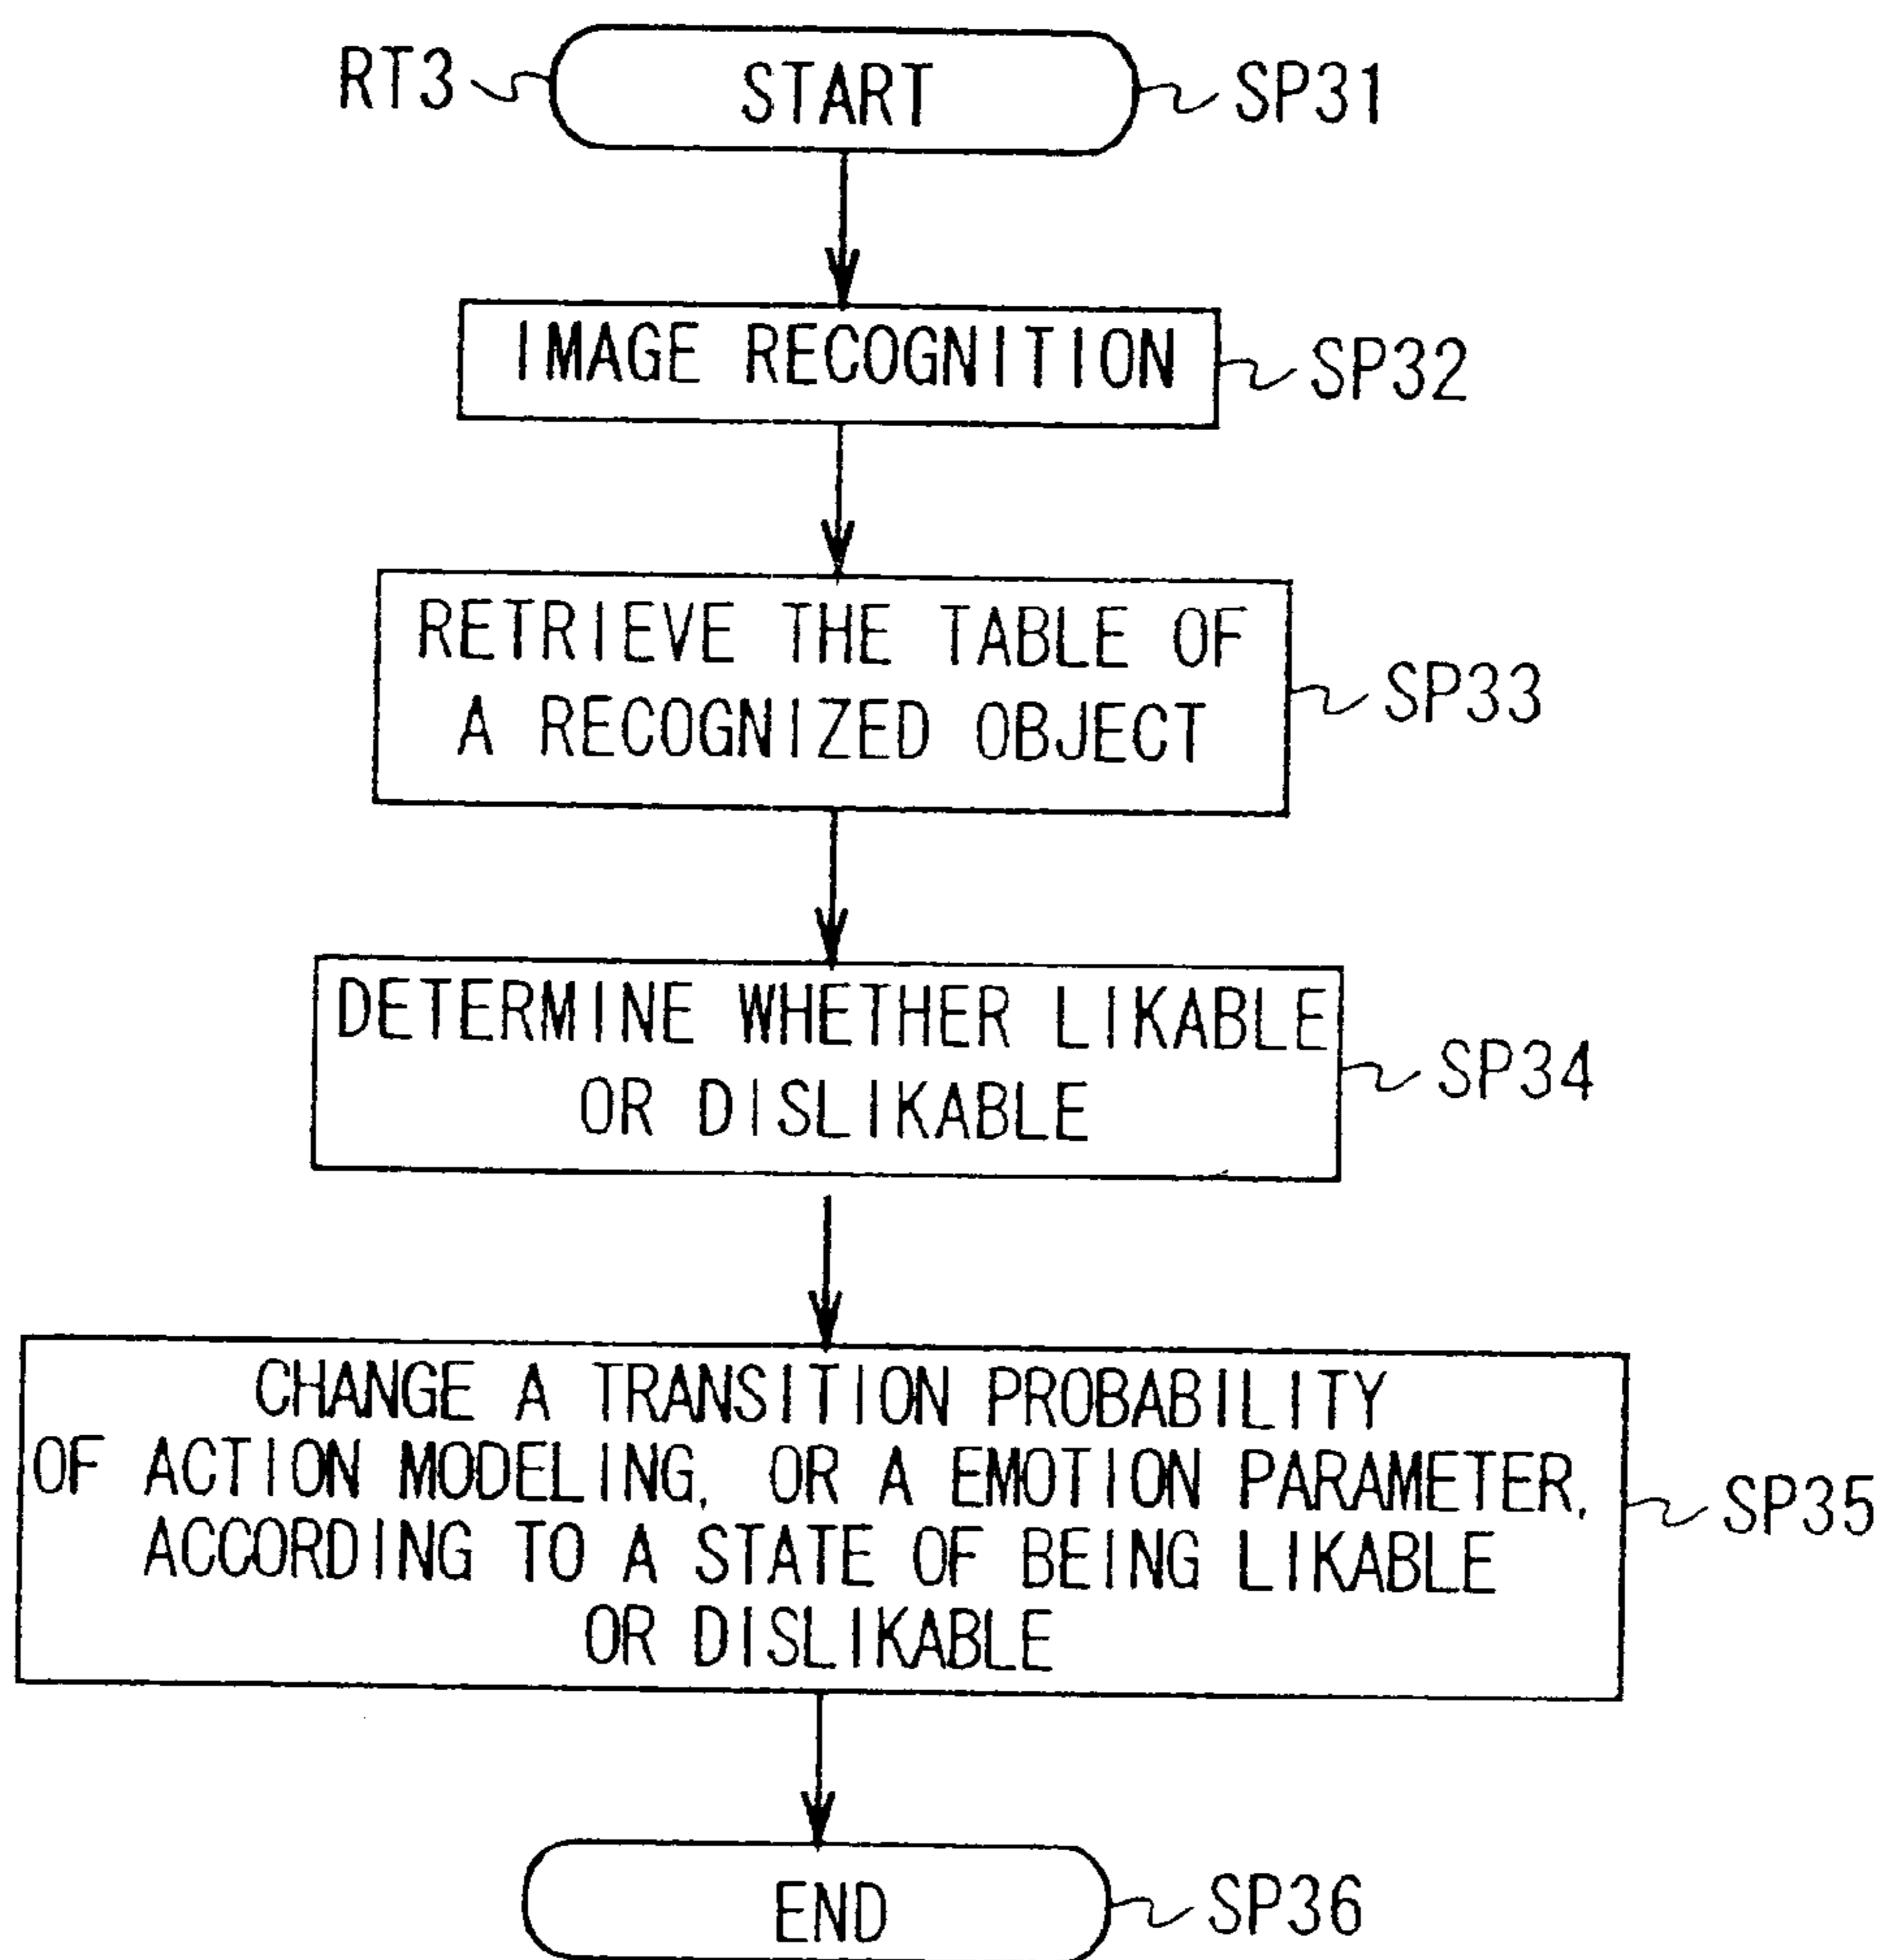 RT3 START SP31
IMAGE RECOGNITION SP32
RETRIEVE THE TABLE OF
A RECOGNIZED OBJECT
SP33
DETERMINE WHETHER LIKABLE
OR DISLIKABLE
SP34
CHANGE A TRANSITION PROBABILITY
OF ACTION MODELING, OR A EMOTION PARAMETER,
ACCORDING TO A STATE OF BEING LIKABLE
OR DISLIKABLE
SP35
END SP36